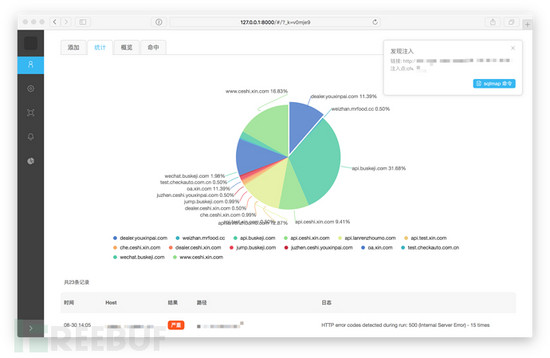 127.0.0.1:8000/#/?_k=v0mje9
添加
统计
概览
命中
发现注入
链接: http:/
注入点:
sqlmap 命令
www.ceshi.xin.com 16.83%
dealer.youxinpai.com 11.39%
weizhan.mrfood.cc 0.50%
api.buskeji.com 31.68%
api.ceshi.xin.com 9.41%
wechat.buskeji.com 1.98%
test.checkauto.com.cn 0.50%
oa.xin.com 11.39%
juzhen.ceshi.youxinpai.com 0.50%
jump.buskeji.com 0.99%
dealer.ceshi.xin.com 0.50%
che.ceshi.xin.com 0.99%
dealer.youxinpai.com
weizhan.mrfood.cc
api.buskeji.com
api.ceshi.xin.com
api.lanrenzhoumo.com
api.test.xin.com
che.ceshi.xin.com
dealer.ceshi.xin.com
jump.buskeji.com
juzhen.ceshi.youxinpai.com
oa.xin.com
test.checkauto.com.cn
wechat.buskeji.com
www.ceshi.xin.com
共23条记录
时间 Host 结果 路径 日志
08-30 14:05 严重 HTTP error codes detected during run: 500 (Internal Server Error) - 15 times
REEBUF